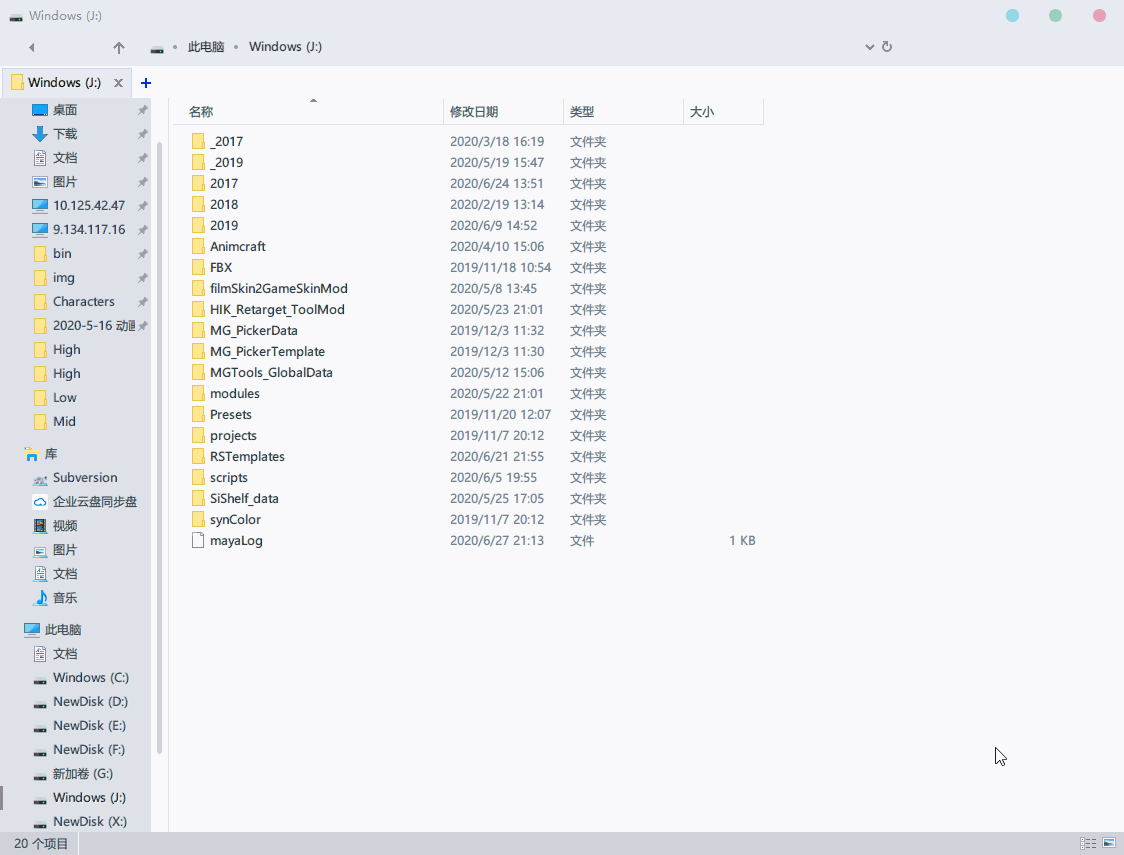 Windows (J:)
此电脑 Windows (J:)
Windows (J:)
桌面
下载
文档
图片
10.125.42.47
9.134.117.16
bin
img
Characters
2020-5-16 动画
High
High
Low
Mid
库
Subversion
企业云盘同步盘
视频
图片
文档
音乐
此电脑
文档
Windows (C:)
NewDisk (D:)
NewDisk (E:)
NewDisk (F:)
新加卷 (G:)
Windows (J:)
NewDisk (X:)
名称 修改日期 类型 大小
_2017 2020/3/18 16:19 文件夹
_2019 2020/5/19 15:47 文件夹
2017 2020/6/24 13:51 文件夹
2018 2020/2/19 13:14 文件夹
2019 2020/6/9 14:52 文件夹
Animcraft 2020/4/10 15:06 文件夹
FBX 2019/11/18 10:54 文件夹
filmSkin2GameSkinMod 2020/5/8 13:45 文件夹
HIK_Retarget_ToolMod 2020/5/23 21:01 文件夹
MG_PickerData 2019/12/3 11:32 文件夹
MG_PickerTemplate 2019/12/3 11:30 文件夹
MGTools_GlobalData 2020/5/12 15:06 文件夹
modules 2020/5/22 21:01 文件夹
Presets 2019/11/20 12:07 文件夹
projects 2019/11/7 20:12 文件夹
RSTemplates 2020/6/21 21:55 文件夹
scripts 2020/6/5 19:55 文件夹
SiShelf_data 2020/5/25 17:05 文件夹
synColor 2019/11/7 20:12 文件夹
mayaLog 2020/6/27 21:13 文件 1 KB
20 个项目